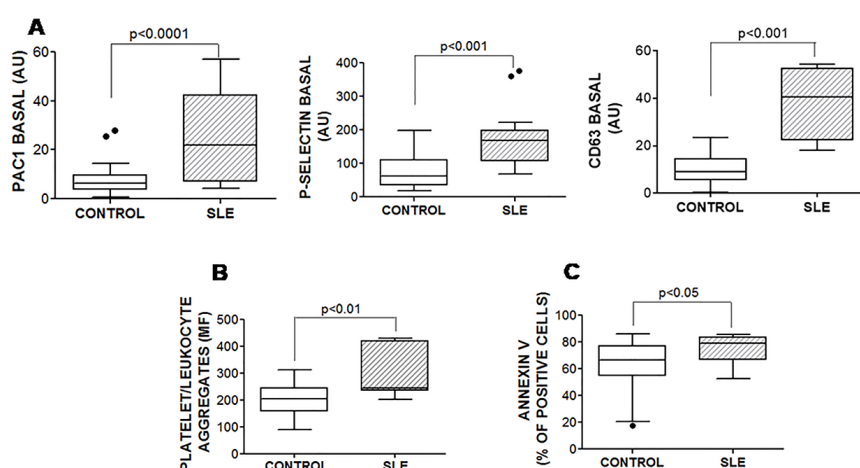 A
p<0.0001
PAC1 BASAL (AU)
60
40
20
0
CONTROL SLE
p<0.001
P-SELECTIN BASAL
(AU)
400
300
200
100
0
CONTROL SLE
p<0.001
CD63 BASAL
(AU)
60
40
20
0
CONTROL SLE
B
p<0.01
PLATELET/LEUKOCYTE
AGGREGATES (MF)
500
400
300
200
100
0
CONTROL SLE
C
p<0.05
ANNEXIN V
(% OF POSITIVE CELLS)
100
80
60
40
20
0
CONTROL SLE